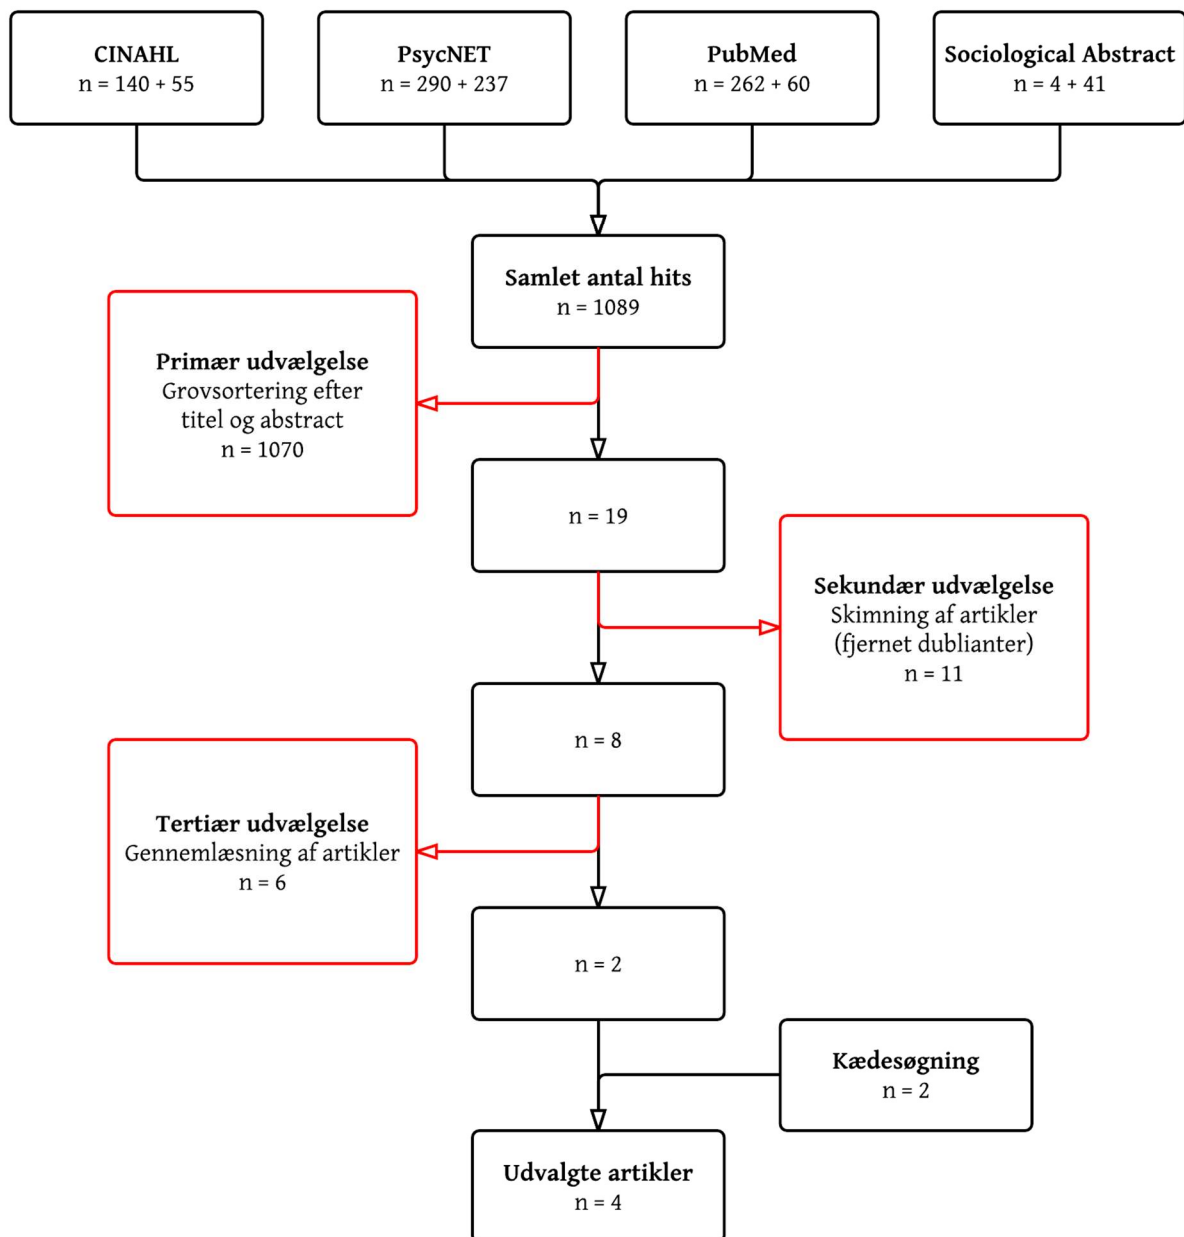 CINAHL
n = 140 + 55
PsycNET
n = 290 + 237
PubMed
n = 262 + 60
Sociological Abstract
n = 4 + 41
Samlet antal hits
n = 1089
Primær udvælgelse
Grovsortering efter
titel og abstract
n = 1070
n = 19
Sekundær udvælgelse
Skimning af artikler
(fjernet dublianter)
n = 11
n = 8
Tertiær udvælgelse
Gennemlæsning af artikler
n = 6
n = 2
Kædesøgning
n = 2
Udvalgte artikler
n = 4